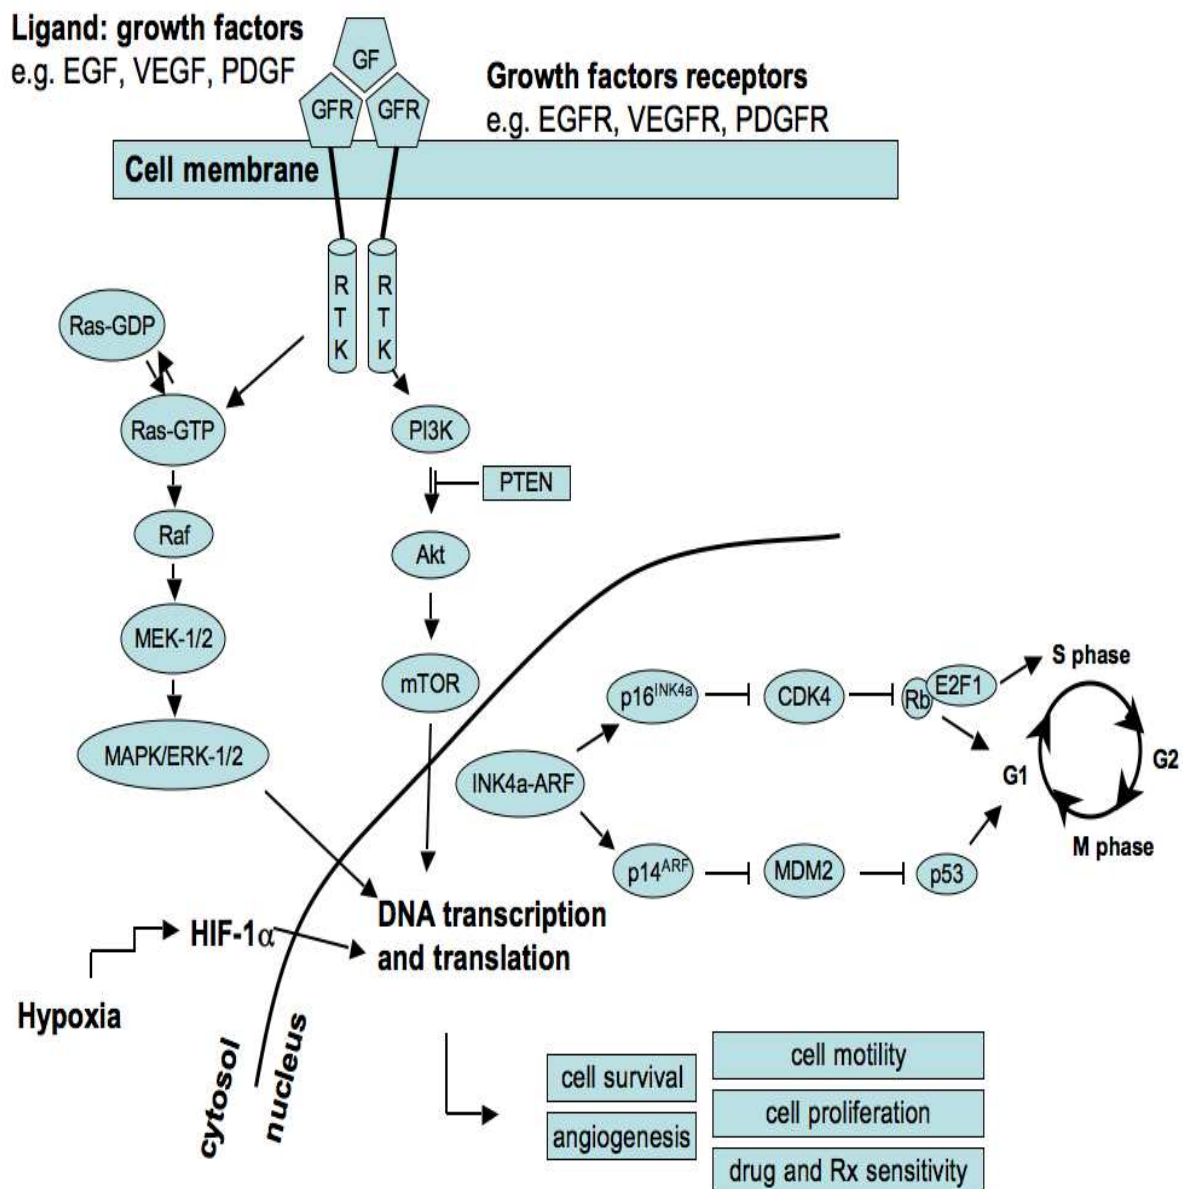 Ligand: growth factors
e.g. EGF, VEGF, PDGF
GF
GFR
GFR
Growth factors receptors
e.g. EGFR, VEGFR, PDGFR
Cell membrane
R
T
K
R
T
K
Ras-GDP
Ras-GTP
PI3K
PTEN
Raf
Akt
MEK-1/2
mTOR
MAPK/ERK-1/2
p16INK4a
CDK4
Rb
E2F1
S phase
INK4a-ARF
G1
G2
M phase
p14ARF
MDM2
p53
DNA transcription
and translation
HIF-1α
Hypoxia
cytosol
nucleus
cell survival
angiogenesis
cell motility
cell proliferation
drug and Rx sensitivity